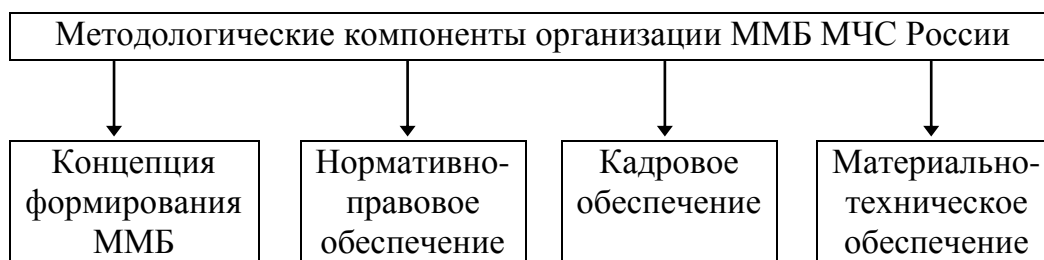 Методологические компоненты организации ММБ МЧС России
Концепция
формирования
ММБ
Нормативно-
правовое
обеспечение
Кадровое
обеспечение
Материально-
техническое
обеспечение